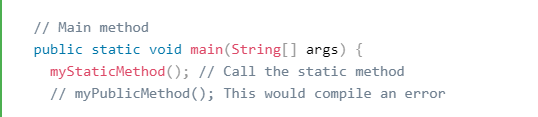 // Main method
public static void main(String[] args) {
myStaticMethod(); // Call the static method
// myPublicMethod(); This would compile an error